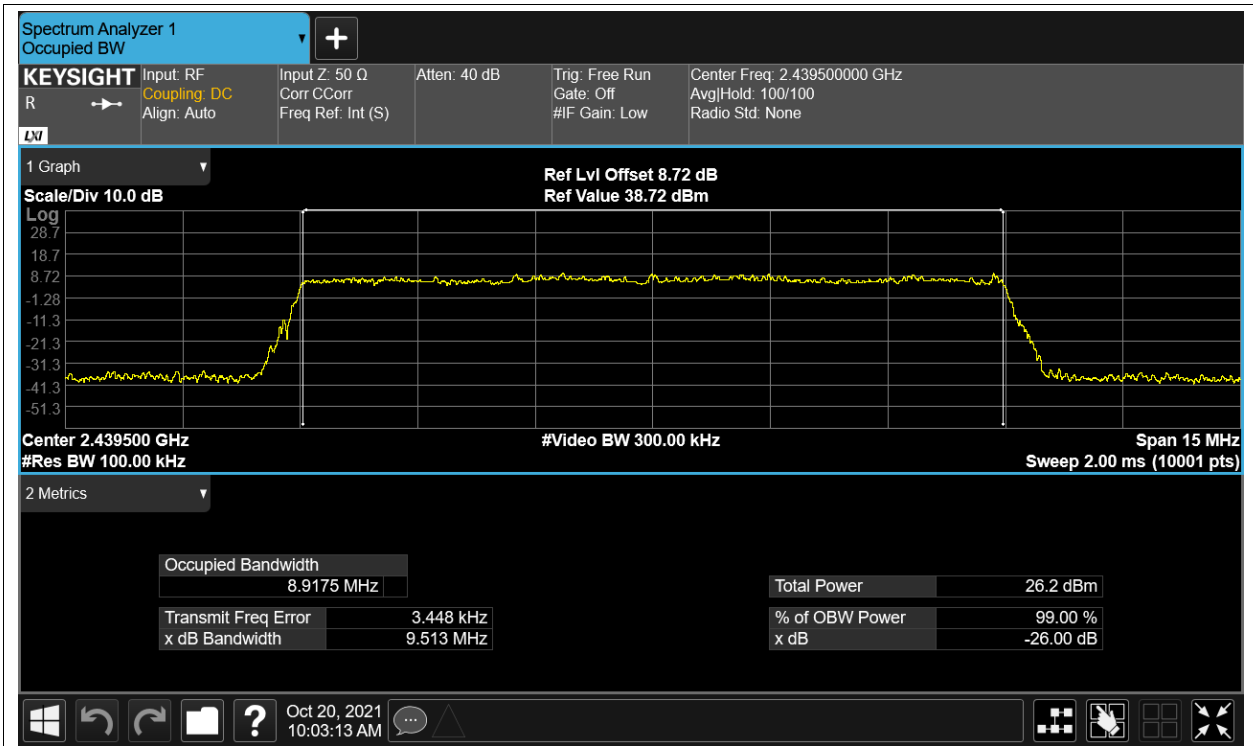 Spectrum Analyzer 1
Occupied BW
KEYSIGHT
R
LXI
Input: RF
Coupling: DC
Align: Auto
Input Z: 50 Ω
Corr CCorr
Freq Ref: Int (S)
Atten: 40 dB
Trig: Free Run
Gate: Off
#IF Gain: Low
Center Freq: 2.439500000 GHz
Avg|Hold: 100/100
Radio Std: None
1 Graph
Scale/Div 10.0 dB
Ref Lvl Offset 8.72 dB
Ref Value 38.72 dBm
Log
28.7
18.7
8.72
-1.28
-11.3
-21.3
-31.3
-41.3
-51.3
Center 2.439500 GHz
#Res BW 100.00 kHz
#Video BW 300.00 kHz
Span 15 MHz
Sweep 2.00 ms (10001 pts)
2 Metrics
Occupied Bandwidth
8.9175 MHz
Transmit Freq Error 3.448 kHz
x dB Bandwidth 9.513 MHz
Total Power 26.2 dBm
% of OBW Power 99.00 %
x dB -26.00 dB
?
Oct 20, 2021
10:03:13 AM